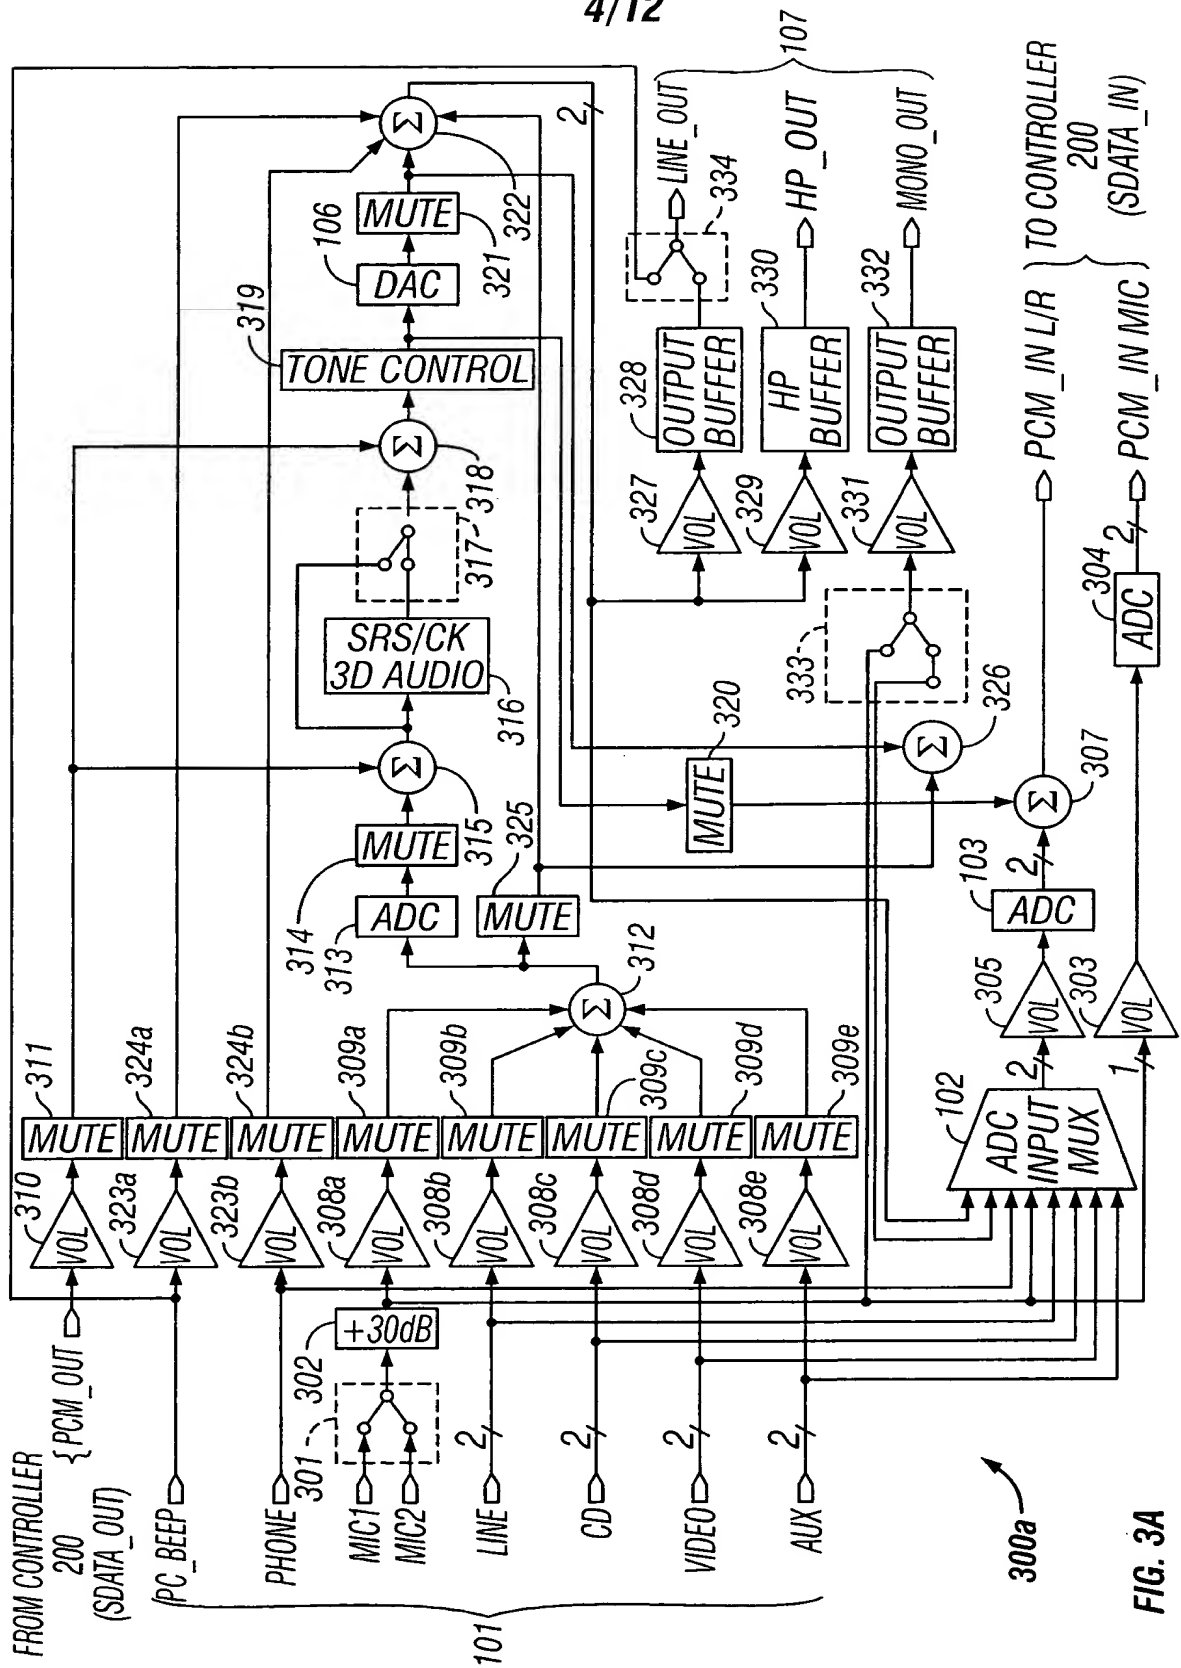 4/12
FROM CONTROLLER
200
(SDATA_OUT)
{PCM_OUT
PC_BEEP
PHONE
MIC1
MIC2
LINE
CD
VIDEO
AUX
101
301
302
+30dB
2
2
2
2
310
VOL
311
MUTE
323a
VOL
324a
MUTE
323b
VOL
324b
MUTE
308a
VOL
309a
MUTE
308b
VOL
309b
MUTE
308c
VOL
309c
MUTE
308d
VOL
309d
MUTE
308e
VOL
309e
MUTE
Σ
312
313
ADC
314
MUTE
MUTE
325
Σ
315
SRS/CK
3D AUDIO
316
317
Σ
318
319
TONE CONTROL
106
DAC
MUTE
321
Σ
322
2
MUTE
320
Σ
326
333
327
VOL
328
OUTPUT
BUFFER
334
LINE_OUT
329
VOL
330
HP
BUFFER
HP_OUT
331
VOL
332
OUTPUT
BUFFER
MONO_OUT
107
102
ADC
INPUT
MUX
2
1
305
VOL
303
VOL
103
ADC
2
Σ
307
304
ADC
2
PCM_IN L/R
PCM_IN MIC
TO CONTROLLER
200
(SDATA_IN)
300a
FIG. 3A